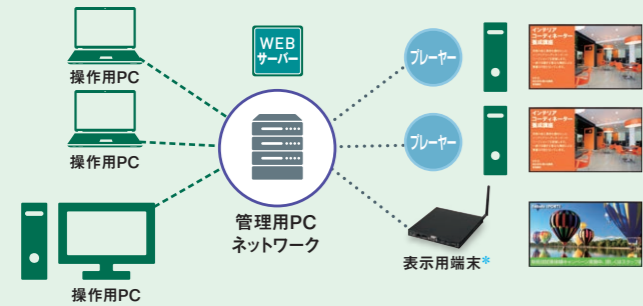 操作用PC
操作用PC
操作用PC
WEB
サーバー
管理用PC
ネットワーク
プレーヤー
プレーヤー
表示用端末*
インテリア
コーディネーター
養成講座
インテリア
コーディネーター
養成講座